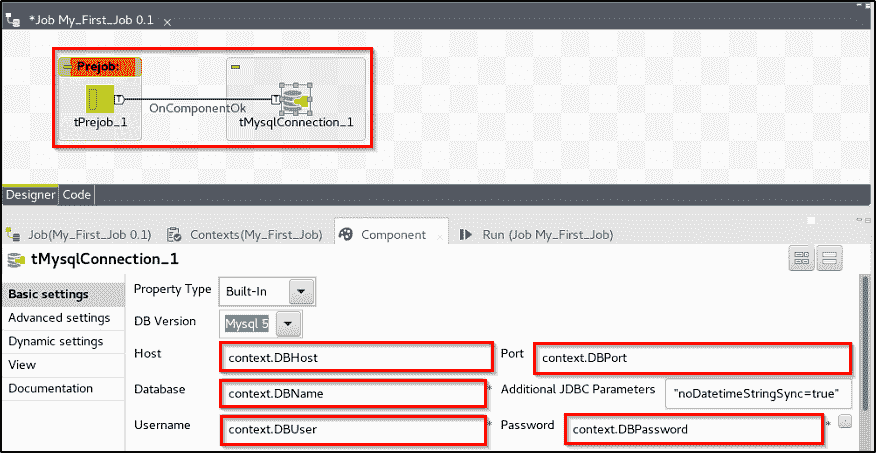 *Job My_First_Job 0.1
Prejob:
OnComponentOk
tPrejob_1
tMysqlConnection_1
Designer Code
Job(My_First_Job 0.1) Contexts(My_First_Job) Component Run (Job My_First_Job)
tMysqlConnection_1
Basic settings
Advanced settings
Dynamic settings
View
Documentation
Property Type Built-In
DB Version Mysql 5
Host context.DBHost Port context.DBPort
Database context.DBName * Additional JDBC Parameters "noDatetimeStringSync=true"
Username context.DBUser * Password context.DBPassword *